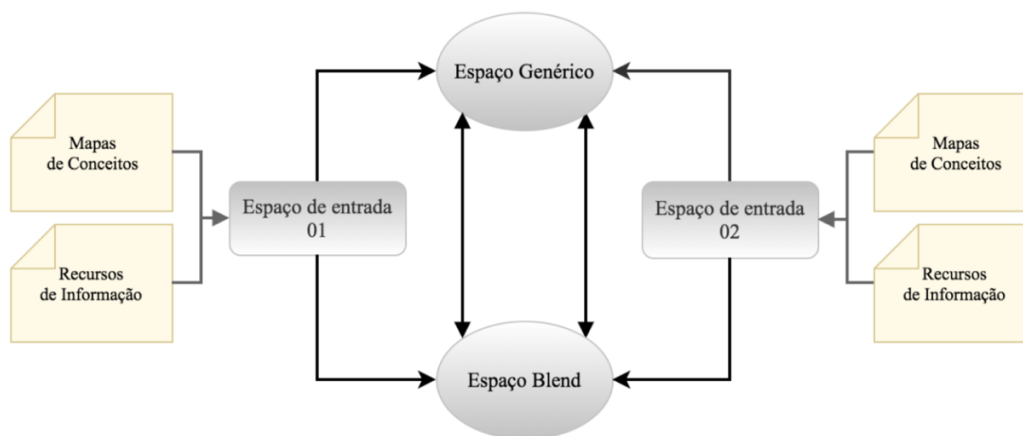 Espaço Genérico
Mapas
de Conceitos
Recursos
de Informação
Espaço de entrada
01
Espaço de entrada
02
Mapas
de Conceitos
Recursos
de Informação
Espaço Blend